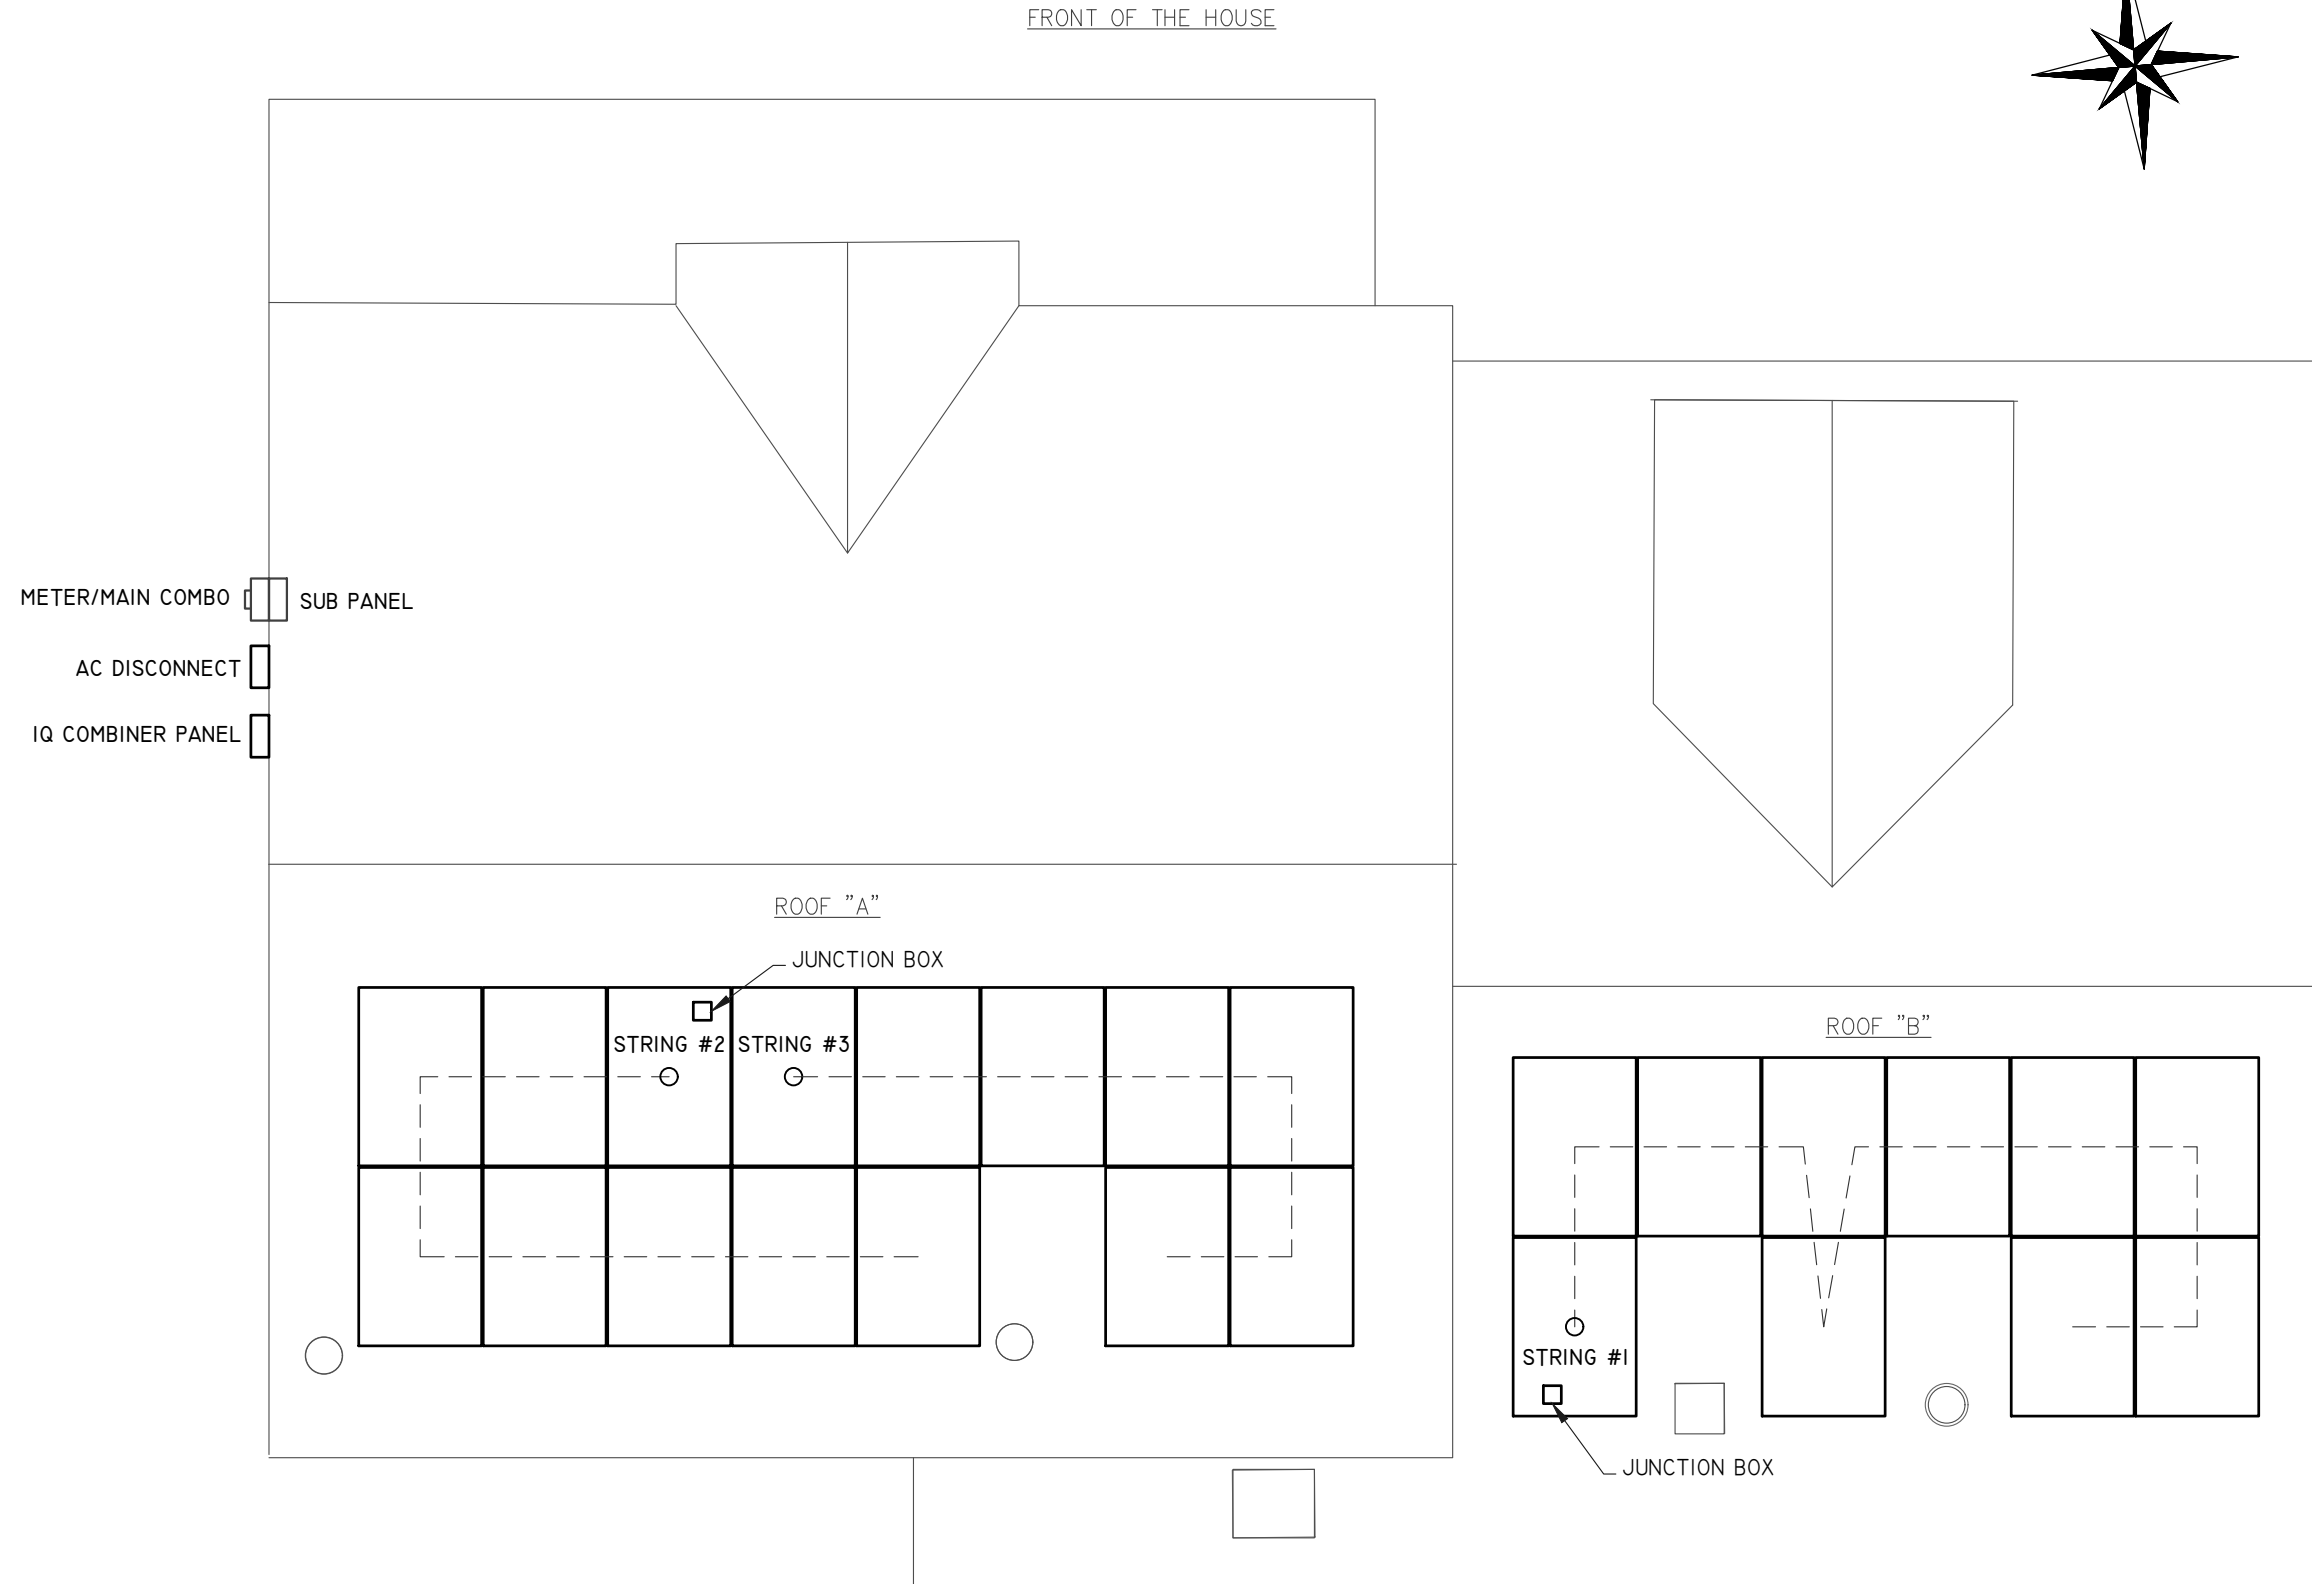 FRONT OF THE HOUSE
METER/MAIN COMBO
SUB PANEL
AC DISCONNECT
IQ COMBINER PANEL
ROOF "A"
JUNCTION BOX
STRING #2
STRING #3
ROOF "B"
STRING #1
JUNCTION BOX